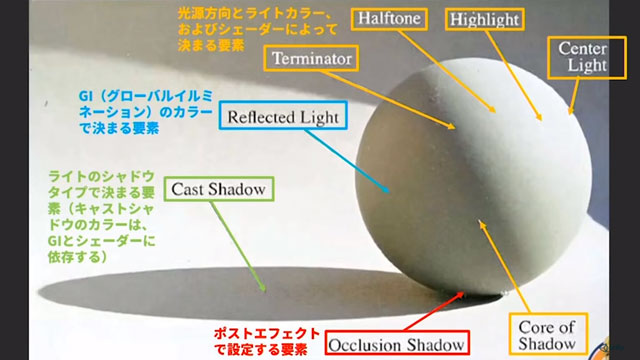 光源方向とライトカラー、
およびシェーダーによって
決まる要素
Halftone
Highlight
Terminator
Center
Light
GI（グローバルイルミ
ネーション）のカラー
で決まる要素
Reflected Light
ライトのシャドウ
タイプで決まる要
素（キャストシャ
ドウのカラーは、
GIとシェーダーに
依存する）
Cast Shadow
ポストエフェクト
で設定する要素
Occlusion Shadow
Core of
Shadow